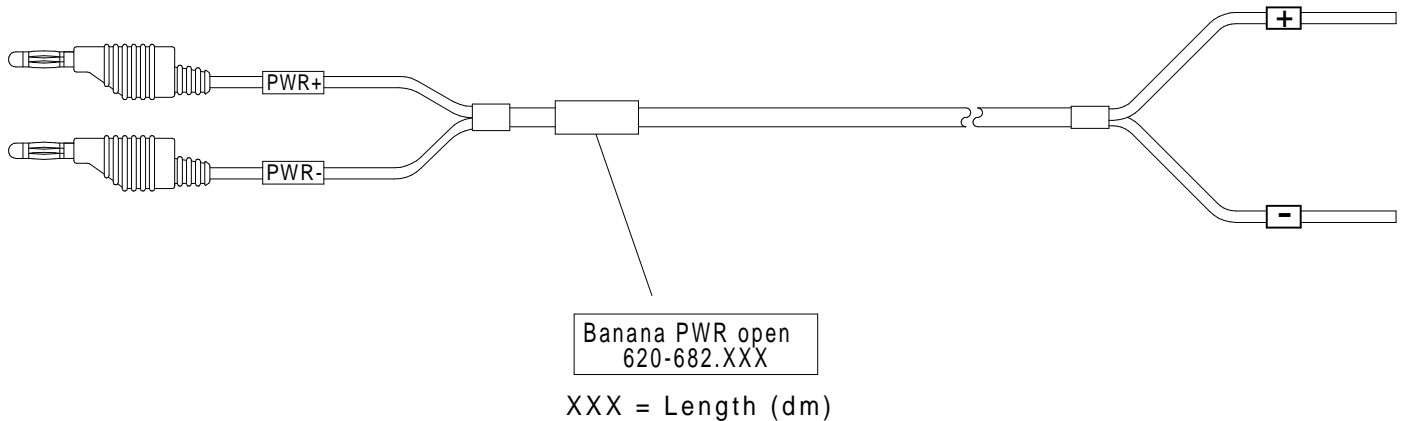 +
PWR+
PWR-
-
Banana PWR open
620-682.XXX
XXX = Length (dm)